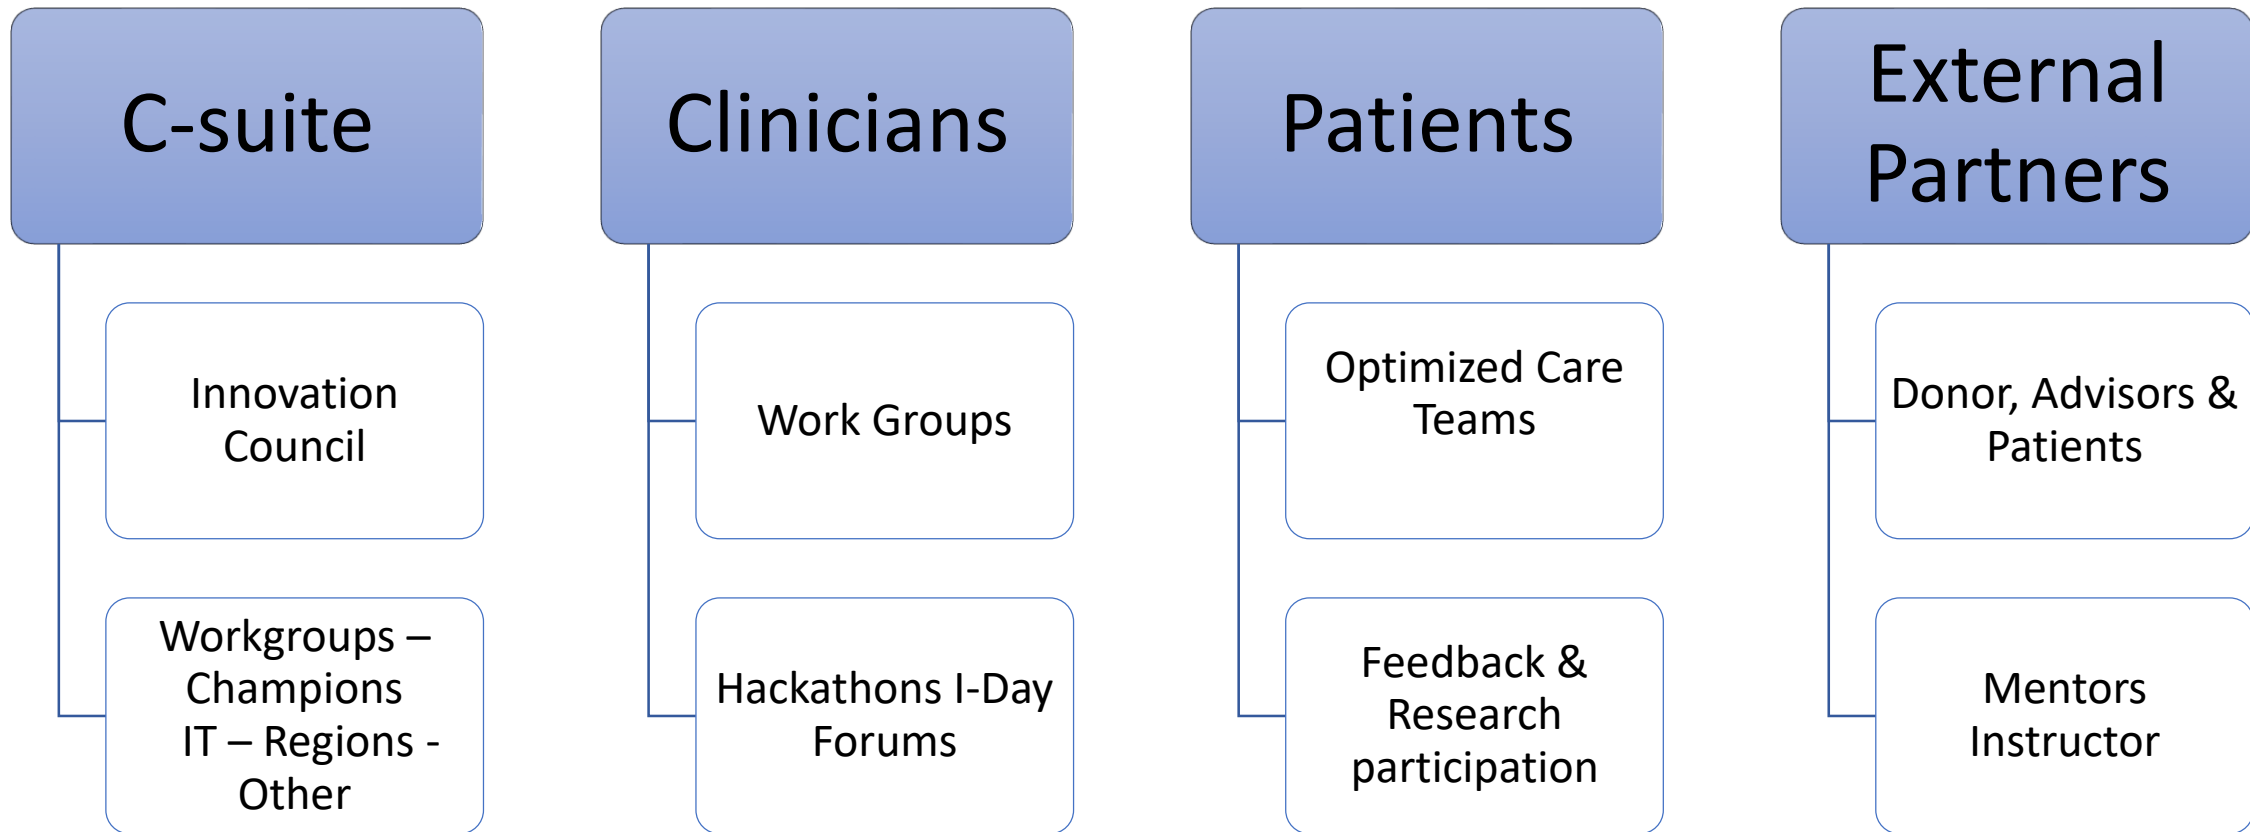 C-suite
Innovation
Council
Workgroups –
Champions
IT – Regions -
Other
Clinicians
Work Groups
Hackathons I-Day
Forums
Patients
Optimized Care
Teams
Feedback &
Research
participation
External
Partners
Donor, Advisors &
Patients
Mentors
Instructor